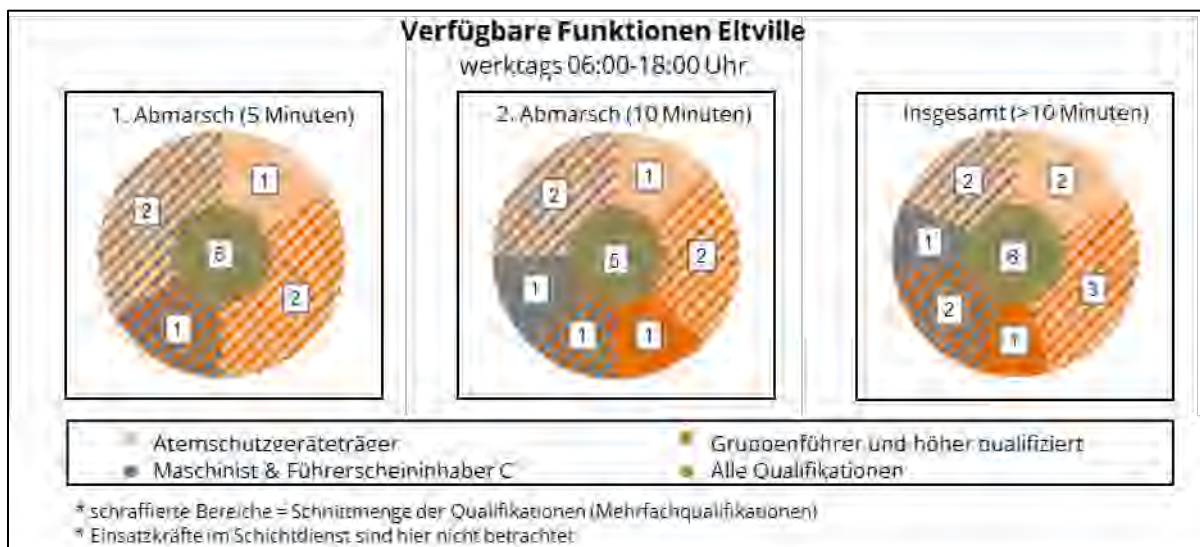 Verfügbare Funktionen Eltville
werktags 06:00-18:00 Uhr
1. Abmarsch (5 Minuten)
2. Abmarsch (10 Minuten)
Insgesamt (>10 Minuten)
1
2
2
1
1
2
5
2
1
1
1
2
2
1
3
2
1
Atemschutzgeräteträger
Gruppenführer und höher qualifiziert
Maschinist & Führerscheininhaber C
Alle Qualifikationen
* schraffierte Bereiche = Schnittmenge der Qualifikationen (Mehrfachqualifikationen)
* Einsatzkräfte im Schichtdienst sind hier nicht betrachtet